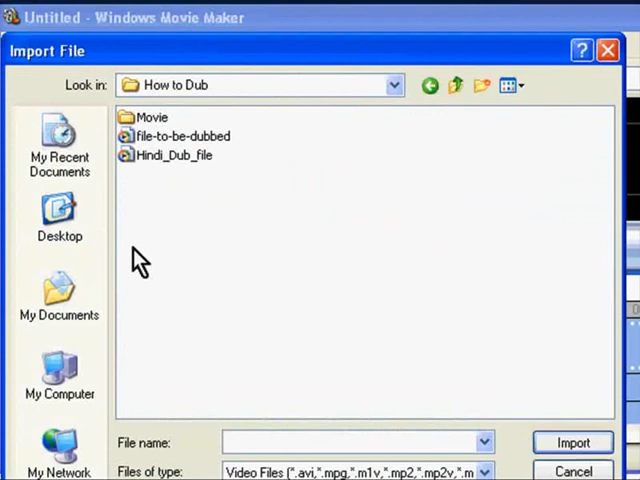 Untitled - Windows Movie Maker
Import File
Look in: How to Dub
Movie
file-to-be-dubbed
Hindi_Dub_file
My Recent
Documents
Desktop
My Documents
My Computer
My Network
File name:
Import
Files of type: Video Files (*.avi,*.mpg,*.m1v,*.mp2,*.mp2v,*.m
Cancel